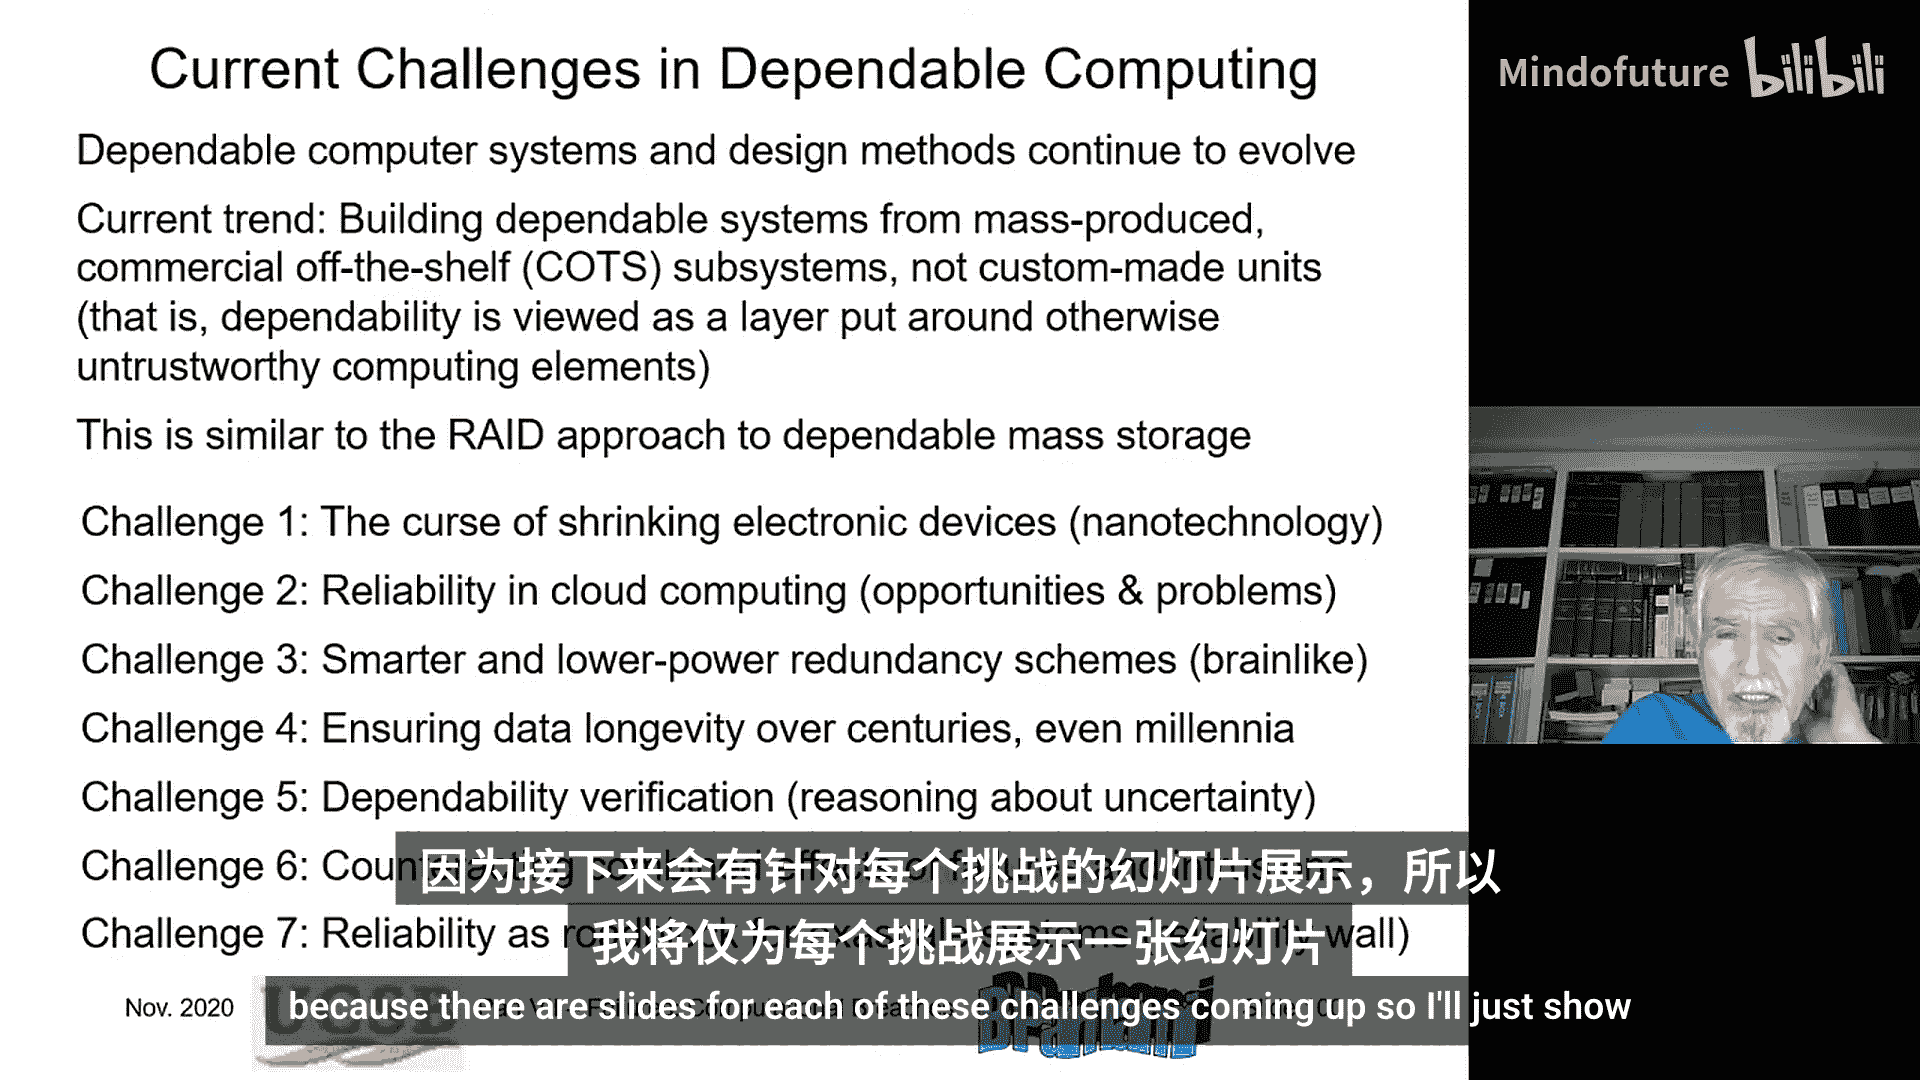 Current Challenges in Dependable Computing
Mindofuture bilibili
Dependable computer systems and design methods continue to evolve
Current trend: Building dependable systems from mass-produced,
commercial off-the-shelf (COTS) subsystems, not custom-made units
(that is, dependability is viewed as a layer put around otherwise
untrustworthy computing elements)
This is similar to the RAID approach to dependable mass storage
Challenge 1: The curse of shrinking electronic devices (nanotechnology)
Challenge 2: Reliability in cloud computing (opportunities & problems)
Challenge 3: Smarter and lower-power redundancy schemes (brainlike)
Challenge 4: Ensuring data longevity over centuries, even millennia
Challenge 5: Dependability verification (reasoning about uncertainty)
Challenge 6:
因为接下来会有针对每个挑战的幻灯片展示，所以
Challenge 7: Reliability as wall)
我将仅为每个挑战展示一张幻灯片
Nov. 2020 UCSB
because there are slides for each of these challenges coming up so I'll just show